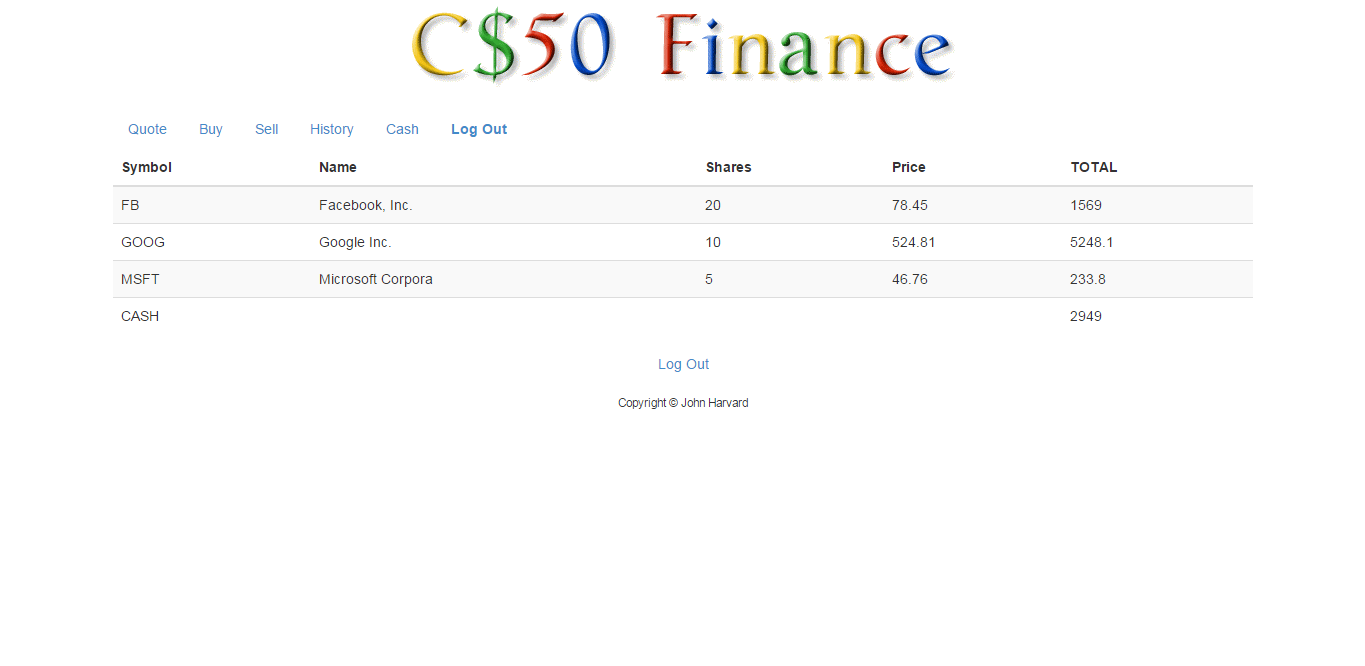 C$50 Finance
Quote Buy Sell History Cash Log Out
Symbol Name Shares Price TOTAL
FB Facebook, Inc. 20 78.45 1569
GOOG Google Inc. 10 524.81 5248.1
MSFT Microsoft Corpora 5 46.76 233.8
CASH 2949
Log Out
Copyright © John Harvard